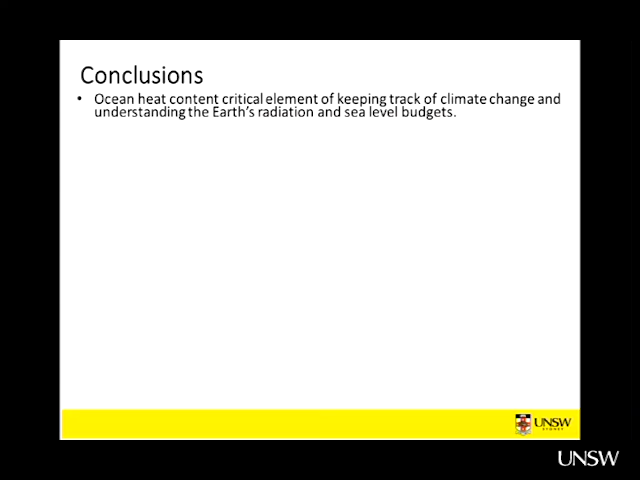 Conclusions
• Ocean heat content critical element of keeping track of climate change and
understanding the Earth's radiation and sea level budgets.
UNSW
SYDNEY
UNSW